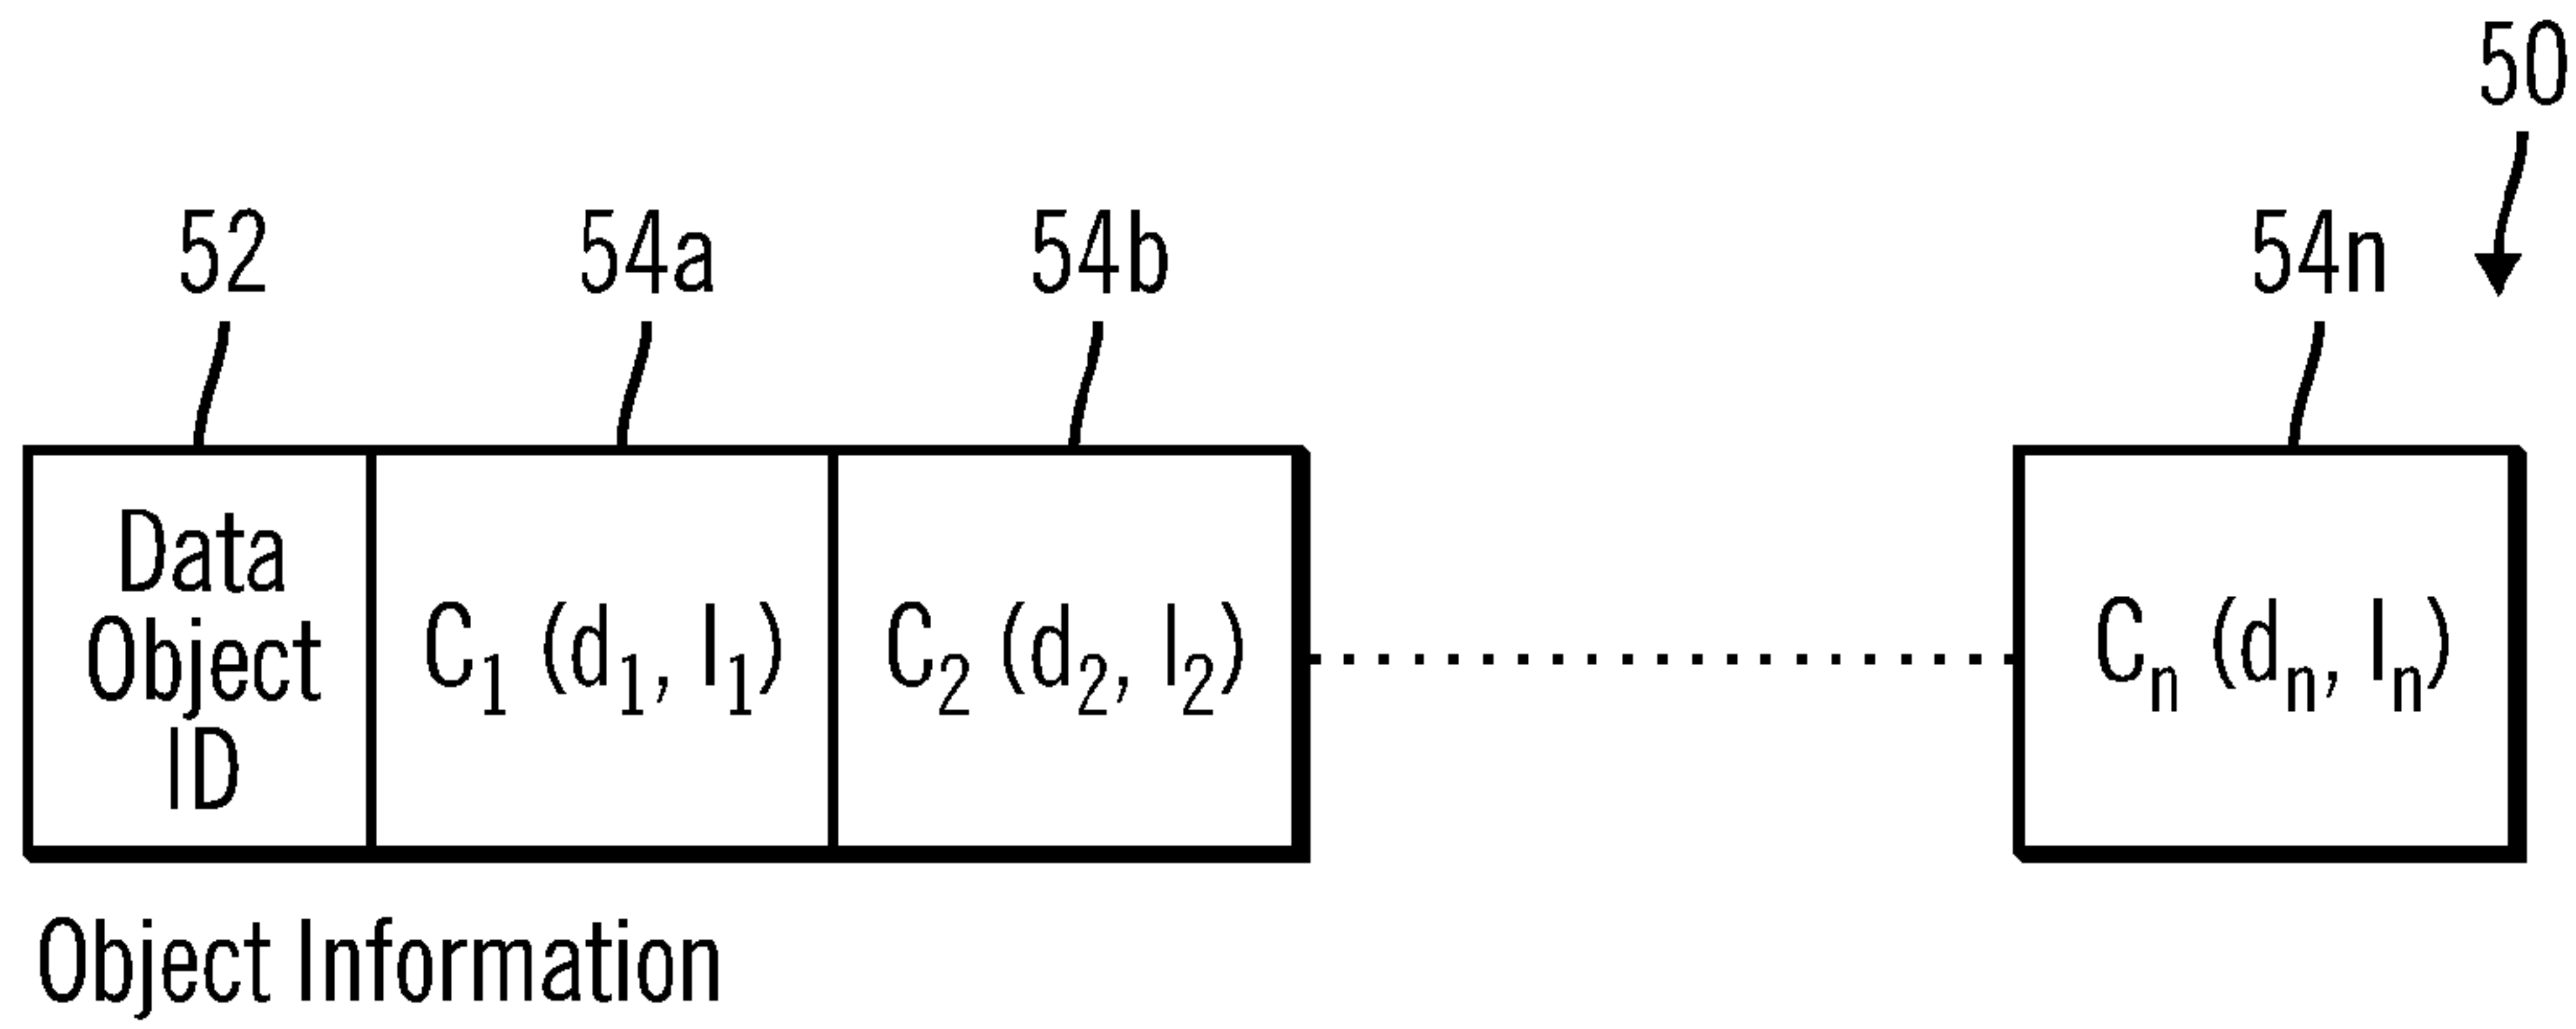 50
52 54a 54b 54n
Data
Object
ID
C₁ (d₁, l₁) C₂ (d₂, l₂) Cₙ (dₙ, lₙ)
Object Information